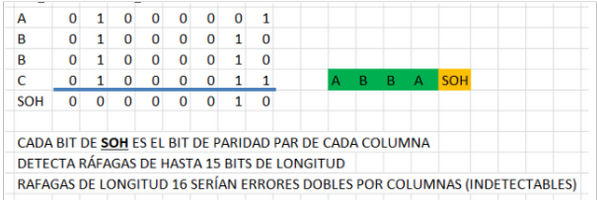 A 0 1 0 0 0 0 0 1
B 0 1 0 0 0 0 1 0
B 0 1 0 0 0 0 1 0
C 0 1 0 0 0 0 1 1 A B B A SOH
SOH 0 0 0 0 0 0 1 0
CADA BIT DE SOH ES EL BIT DE PARIDAD PAR DE CADA COLUMNA
DETECTA RÁFAGAS DE HASTA 15 BITS DE LONGITUD
RAFAGAS DE LONGITUD 16 SERÍAN ERRORES DOBLES POR COLUMNAS (INDETECTABLES)